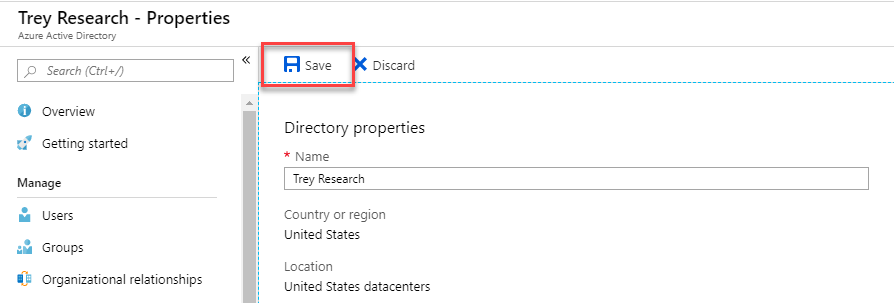 Trey Research - Properties
Azure Active Directory
Search (Ctrl+/)
«
Overview
Getting started
Manage
Users
Groups
Organizational relationships
Save Discard
Directory properties
* Name
Trey Research
Country or region
United States
Location
United States datacenters